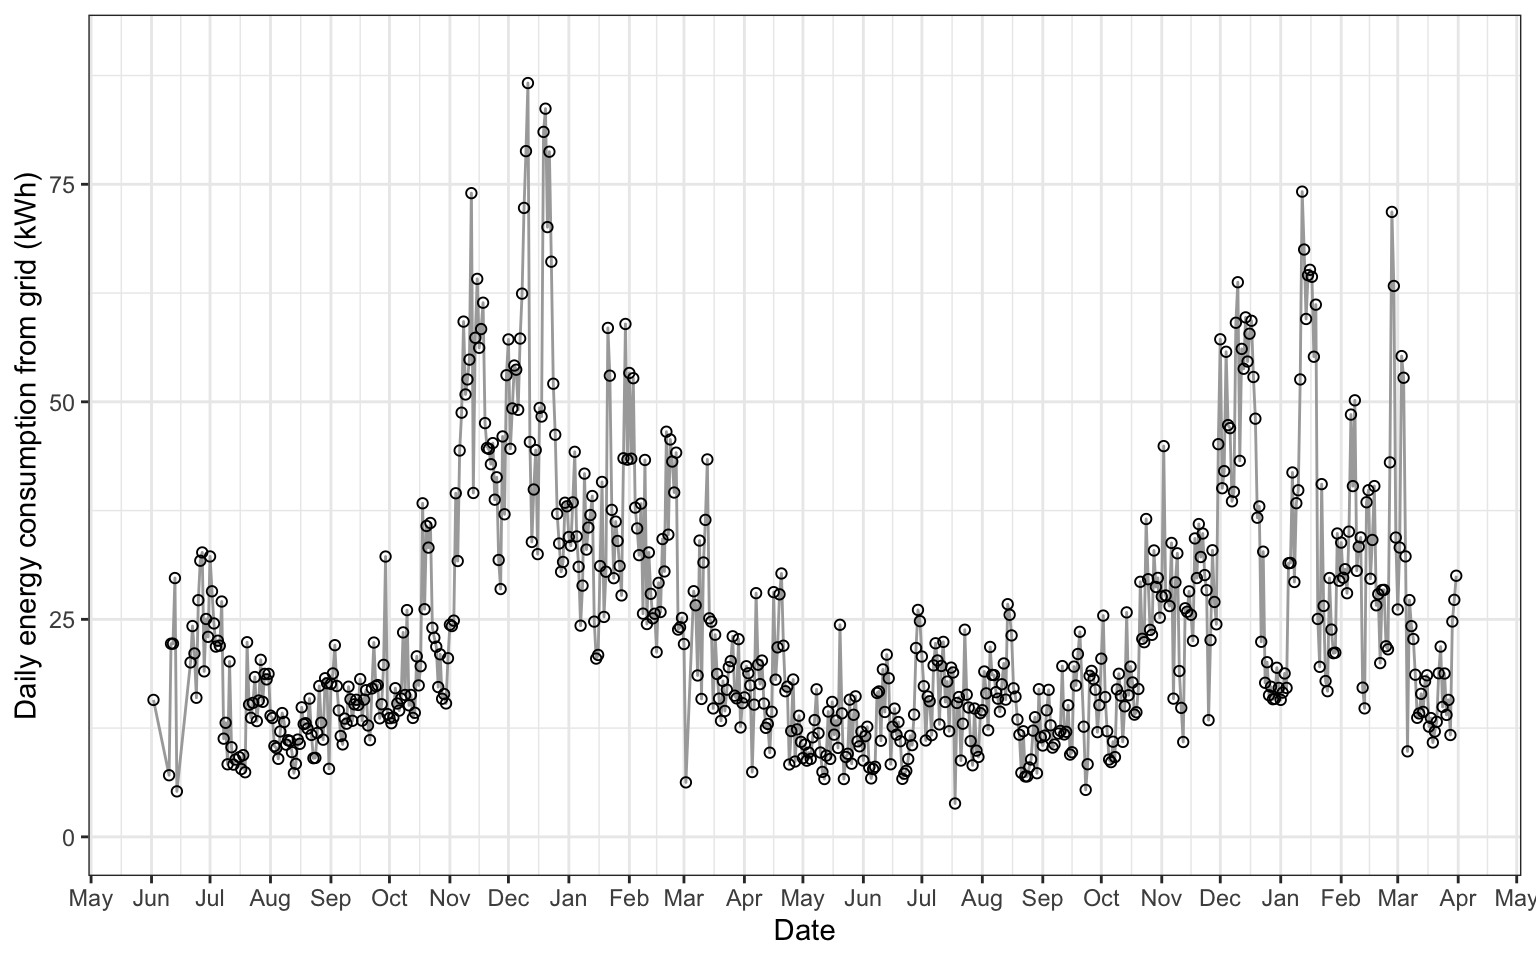 Daily energy consumption from grid (kWh)
75
50
25
0
May Jun Jul Aug Sep Oct Nov Dec Jan Feb Mar Apr May Jun Jul Aug Sep Oct Nov Dec Jan Feb Mar Apr May
Date